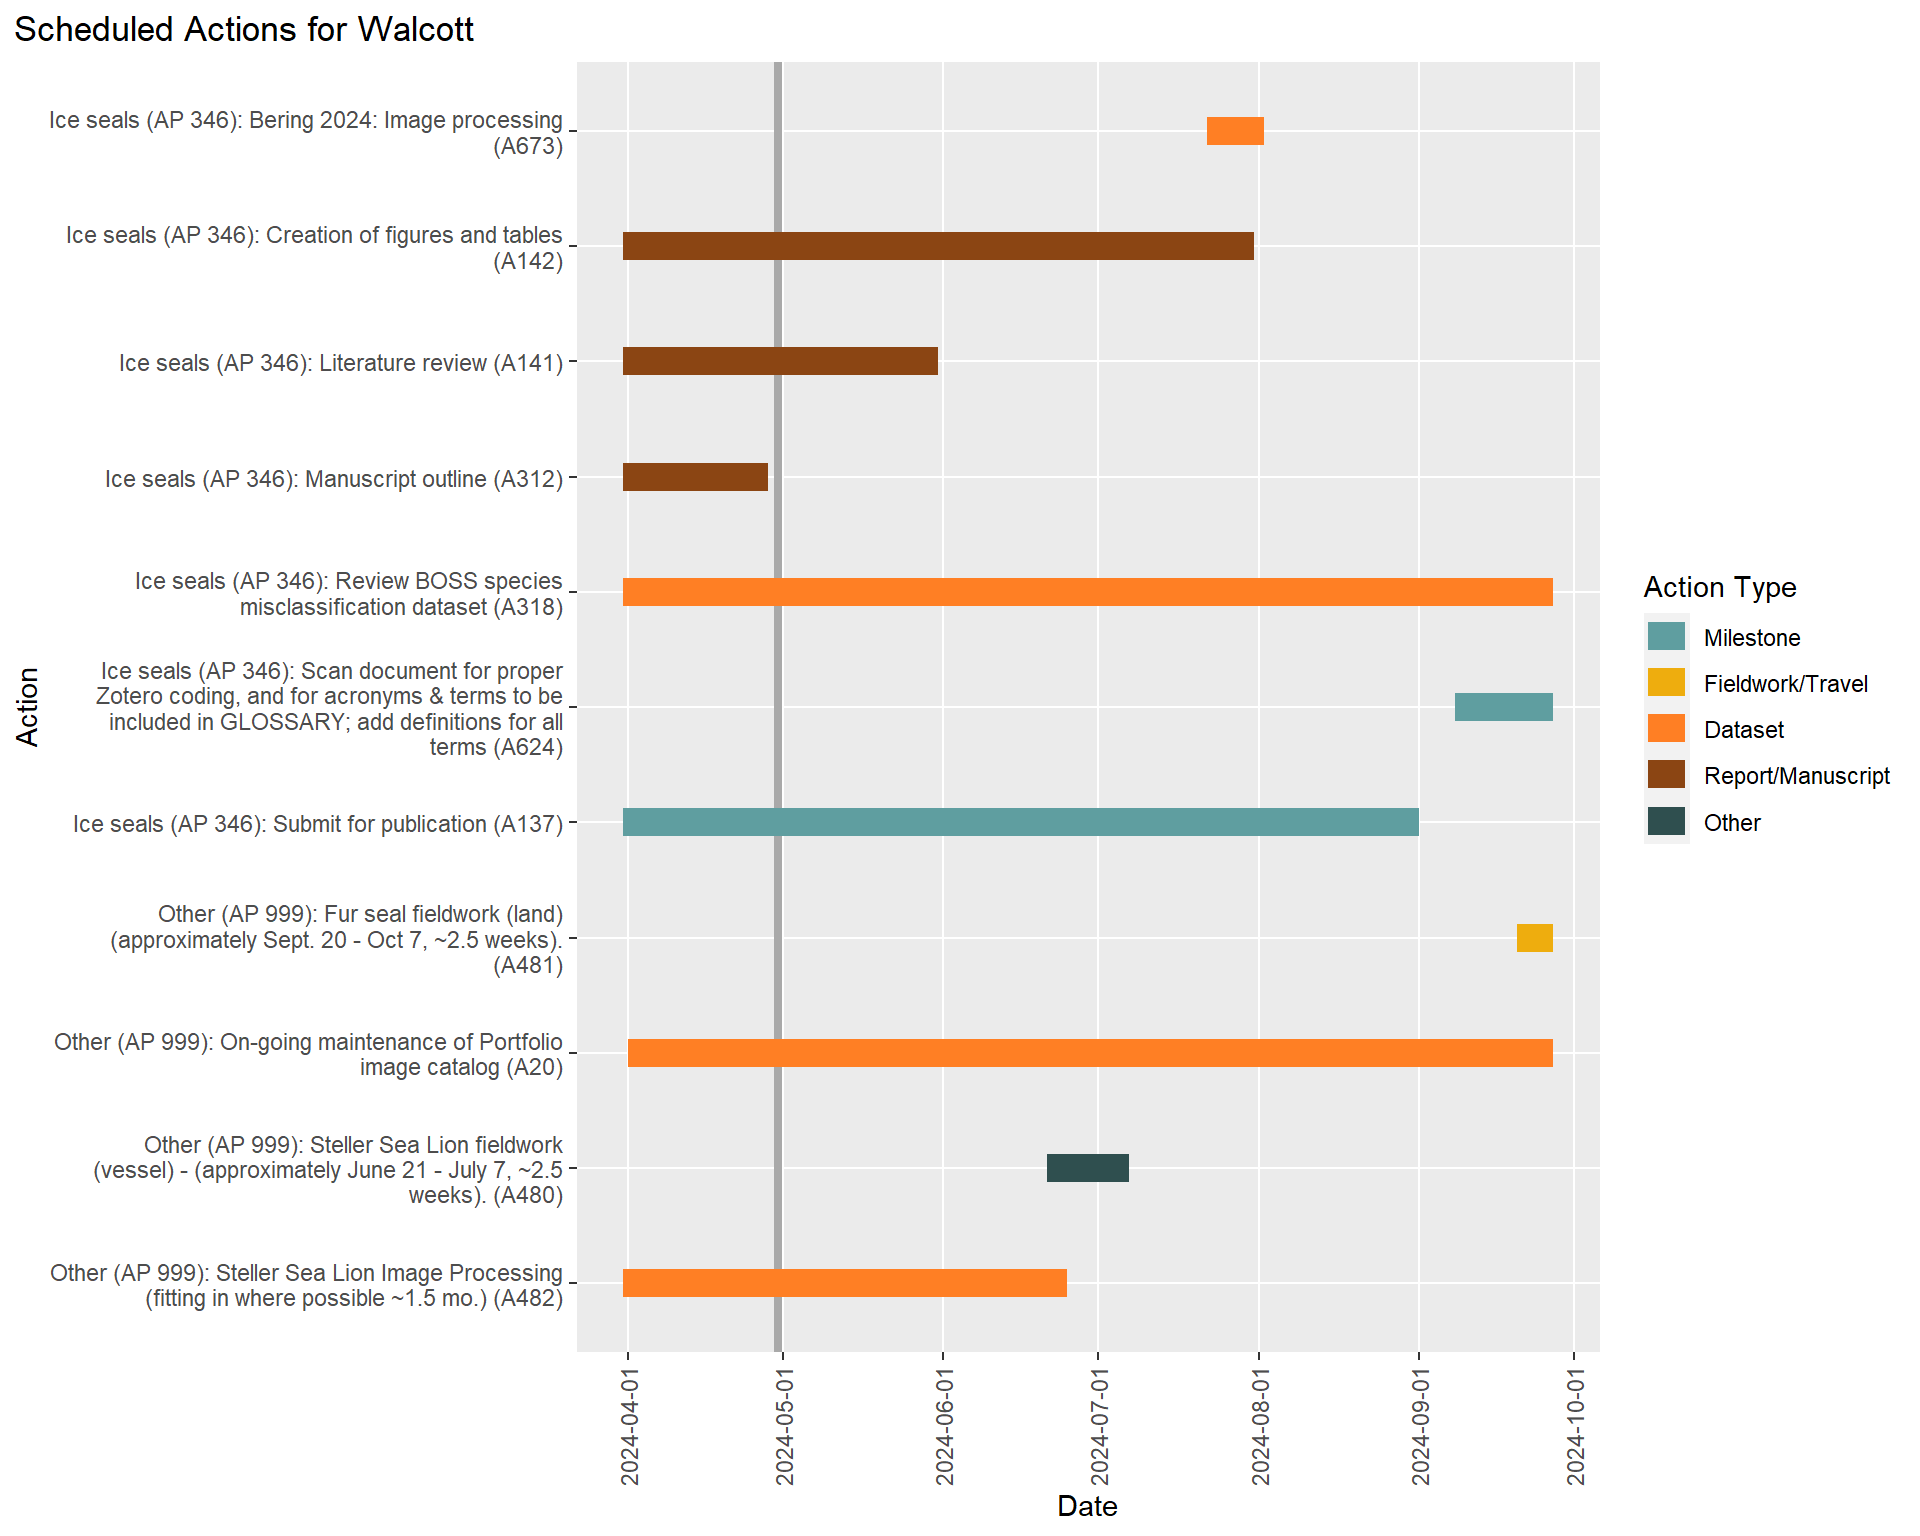 Scheduled Actions for Walcott
Ice seals (AP 346): Bering 2024: Image processing
(A673)
Ice seals (AP 346): Creation of figures and tables
(A142)
Ice seals (AP 346): Literature review (A141)
Ice seals (AP 346): Manuscript outline (A312)
Ice seals (AP 346): Review BOSS species
misclassification dataset (A318)
Ice seals (AP 346): Scan document for proper
Zotero coding, and for acronyms & terms to be
included in GLOSSARY; add definitions for all
terms (A624)
Ice seals (AP 346): Submit for publication (A137)
Other (AP 999): Fur seal fieldwork (land)
(approximately Sept. 20 - Oct 7, ~2.5 weeks).
(A481)
Other (AP 999): On-going maintenance of Portfolio
image catalog (A20)
Other (AP 999): Steller Sea Lion fieldwork
(vessel) - (approximately June 21 - July 7, ~2.5
weeks). (A480)
Other (AP 999): Steller Sea Lion Image Processing
(fitting in where possible ~1.5 mo.) (A482)
Action
2024-04-01
2024-05-01
2024-06-01
2024-07-01
2024-08-01
2024-09-01
2024-10-01
Date
Action Type
Milestone
Fieldwork/Travel
Dataset
Report/Manuscript
Other